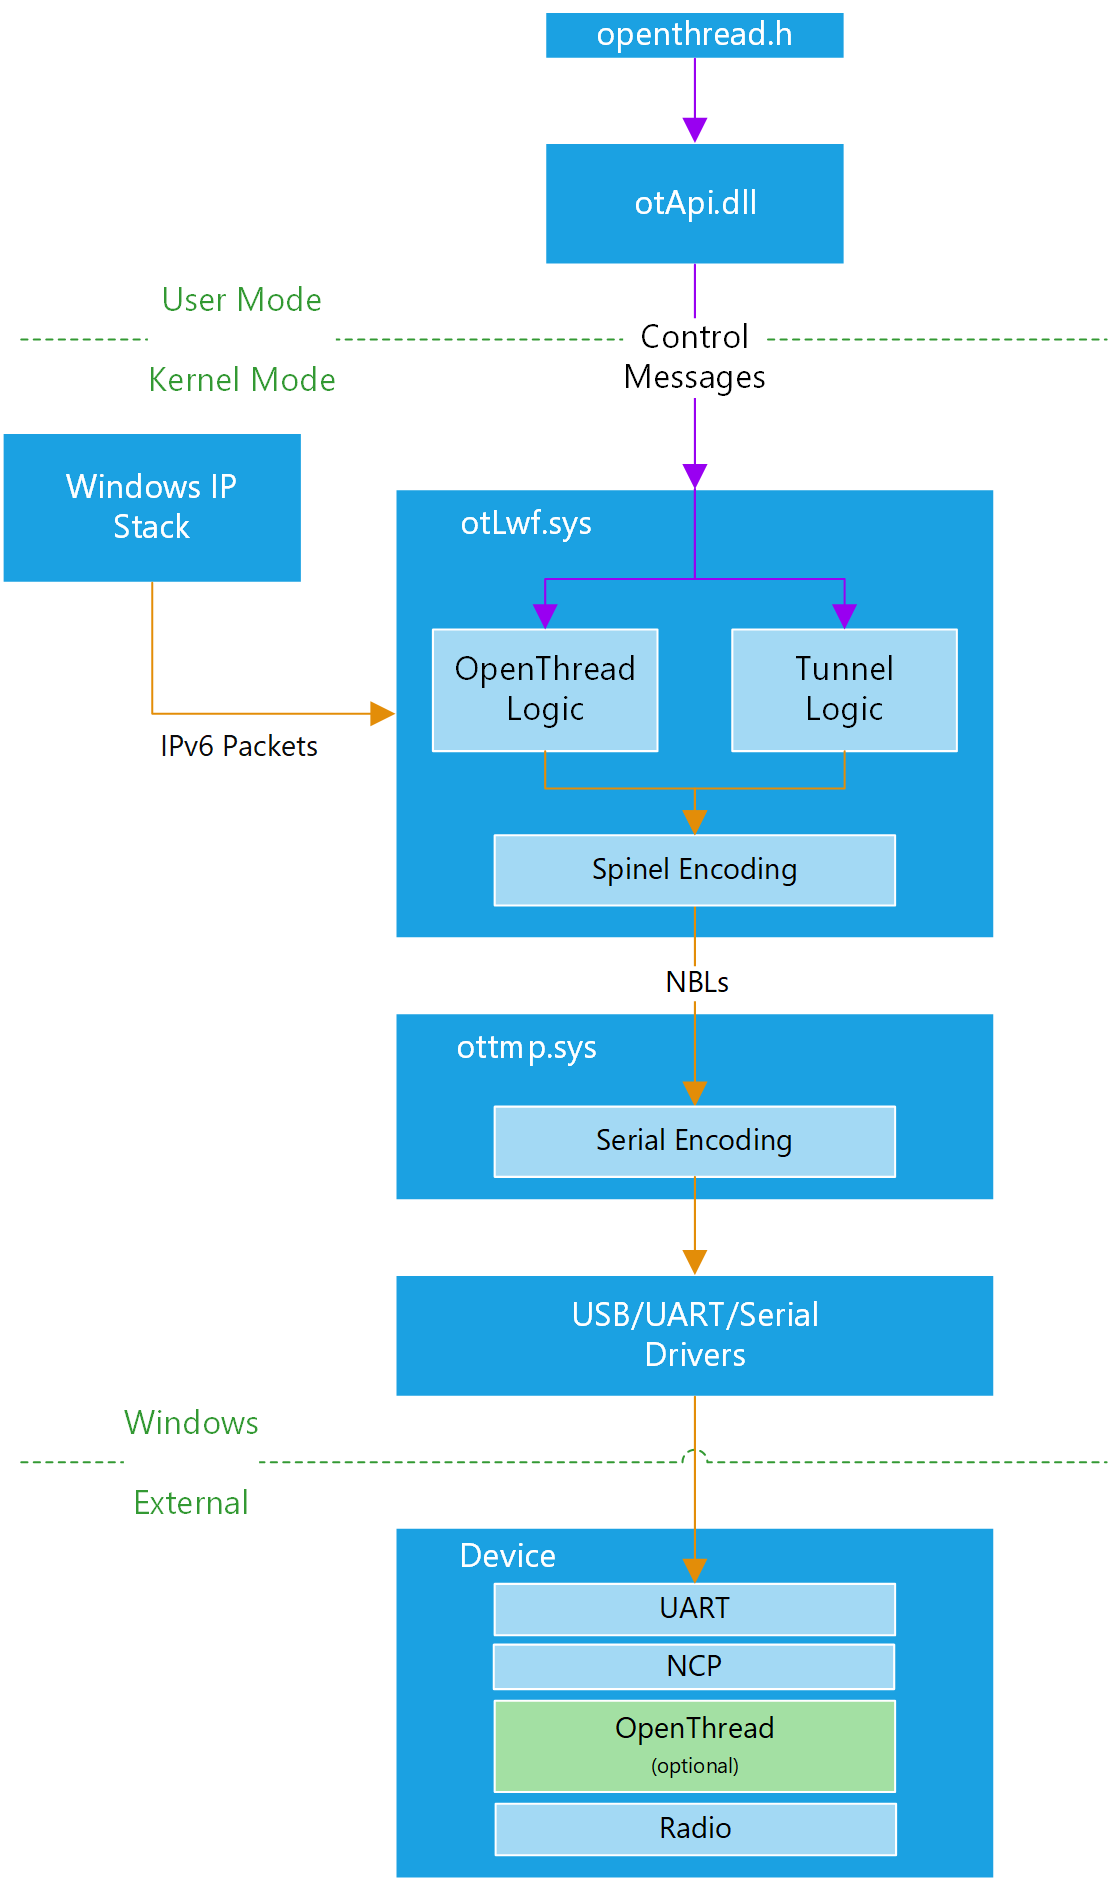 openthread.h
otApi.dll
User Mode
Control
Messages
Kernel Mode
Windows IP
Stack
otLwf.sys
OpenThread
Logic
Tunnel
Logic
IPv6 Packets
Spinel Encoding
NBLs
ottmp.sys
Serial Encoding
USB/UART/Serial
Drivers
Windows
External
Device
UART
NCP
OpenThread
(optional)
Radio